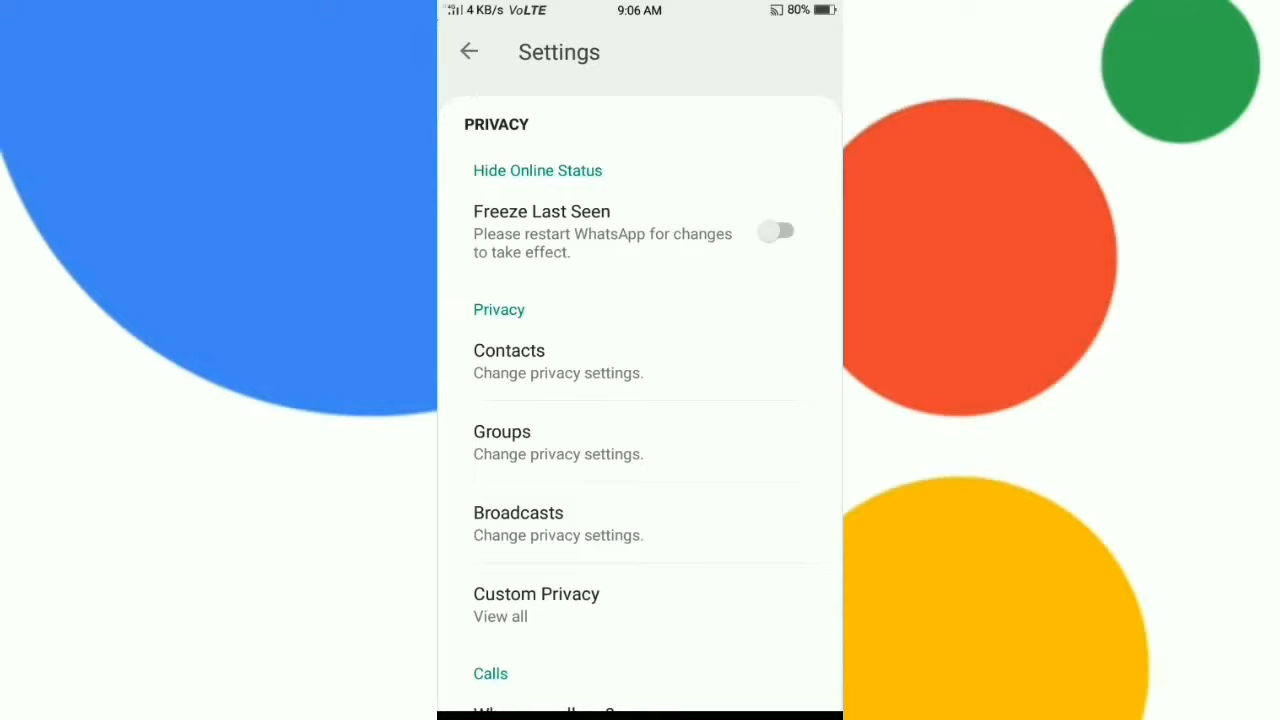 4 KB/s VoLTE 9:06 AM 80%
Settings
PRIVACY
Hide Online Status
Freeze Last Seen
Please restart WhatsApp for changes
to take effect.
Privacy
Contacts
Change privacy settings.
Groups
Change privacy settings.
Broadcasts
Change privacy settings.
Custom Privacy
View all
Calls